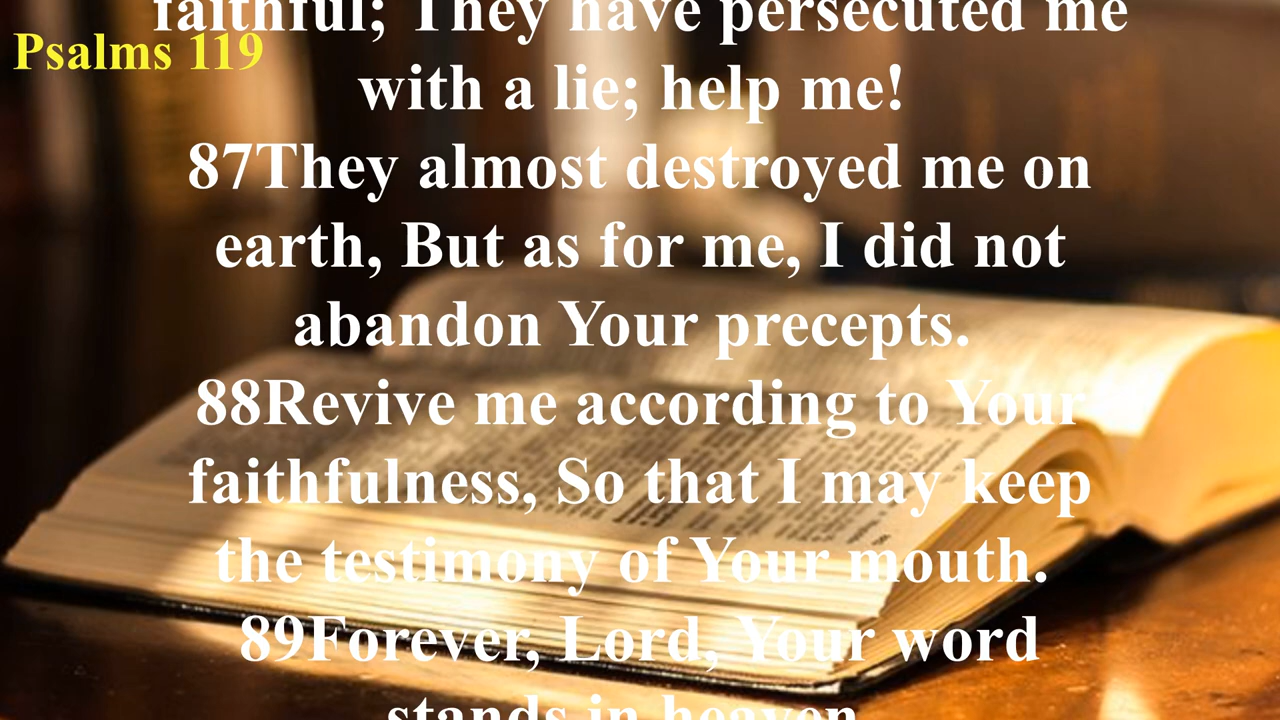 faithful; They have persecuted me
Psalms 119
with a lie; help me!
87They almost destroyed me on
earth, But as for me, I did not
abandon Your precepts.
88Revive me according to Your
faithfulness, So that I may keep
the testimony of Your mouth.
89Forever, Lord, Your word
stands in heaven